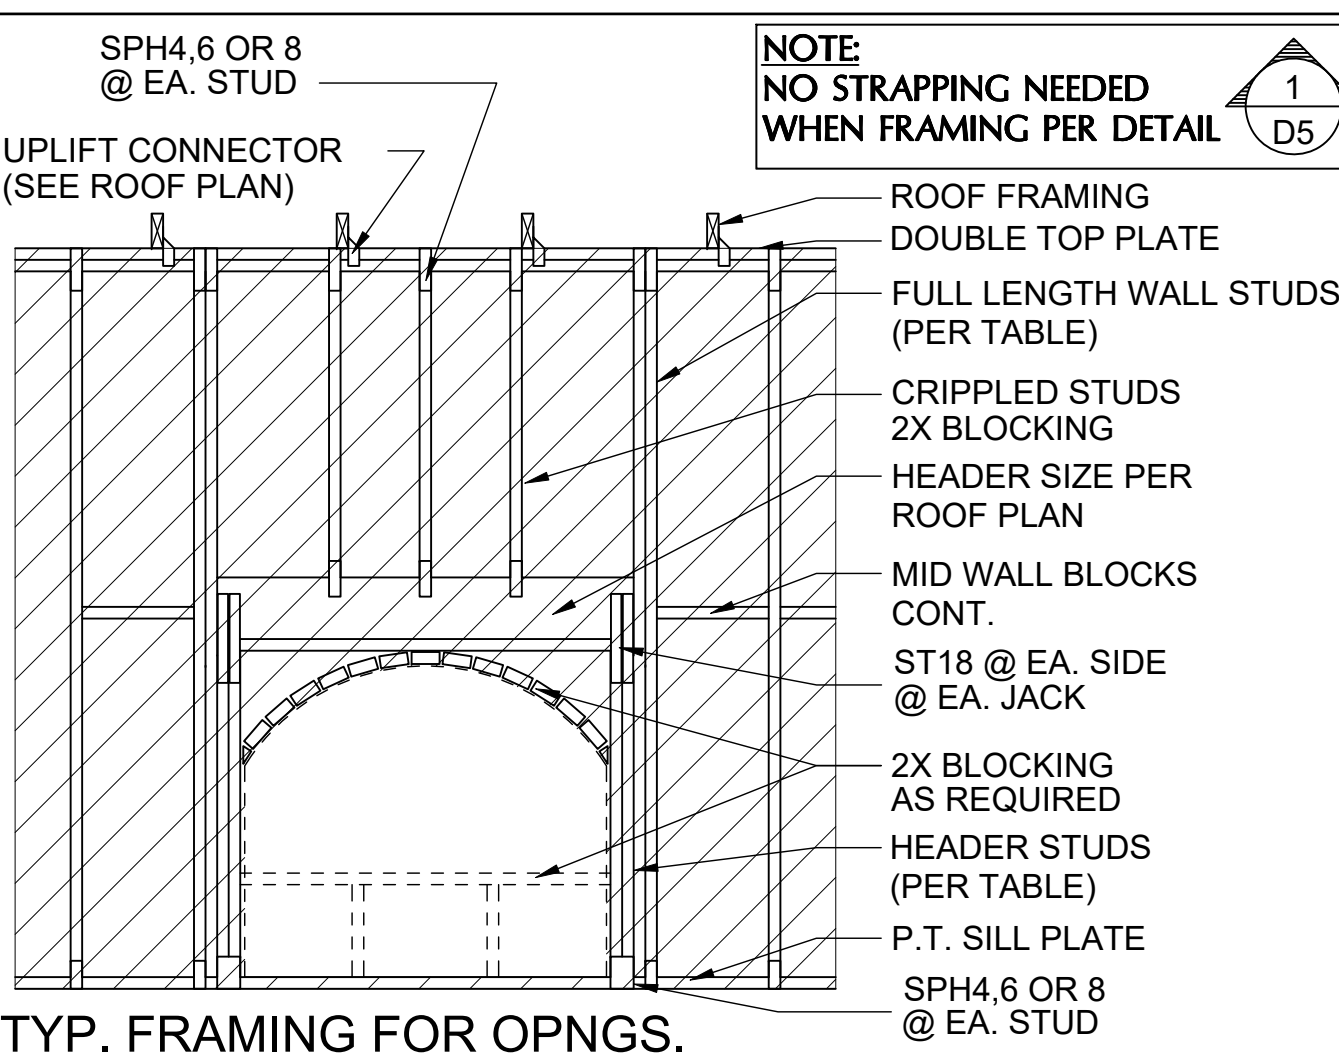 SPH4,6 OR 8
@ EA. STUD
UPLIFT CONNECTOR
(SEE ROOF PLAN)
NOTE:
NO STRAPPING NEEDED
WHEN FRAMING PER DETAIL
1
D5
ROOF FRAMING
DOUBLE TOP PLATE
FULL LENGTH WALL STUDS
(PER TABLE)
CRIPPLED STUDS
2X BLOCKING
HEADER SIZE PER
ROOF PLAN
MID WALL BLOCKS
CONT.
ST18 @ EA. SIDE
@ EA. JACK
2X BLOCKING
AS REQUIRED
HEADER STUDS
(PER TABLE)
P.T. SILL PLATE
SPH4,6 OR 8
@ EA. STUD
TYP. FRAMING FOR OPNGS.